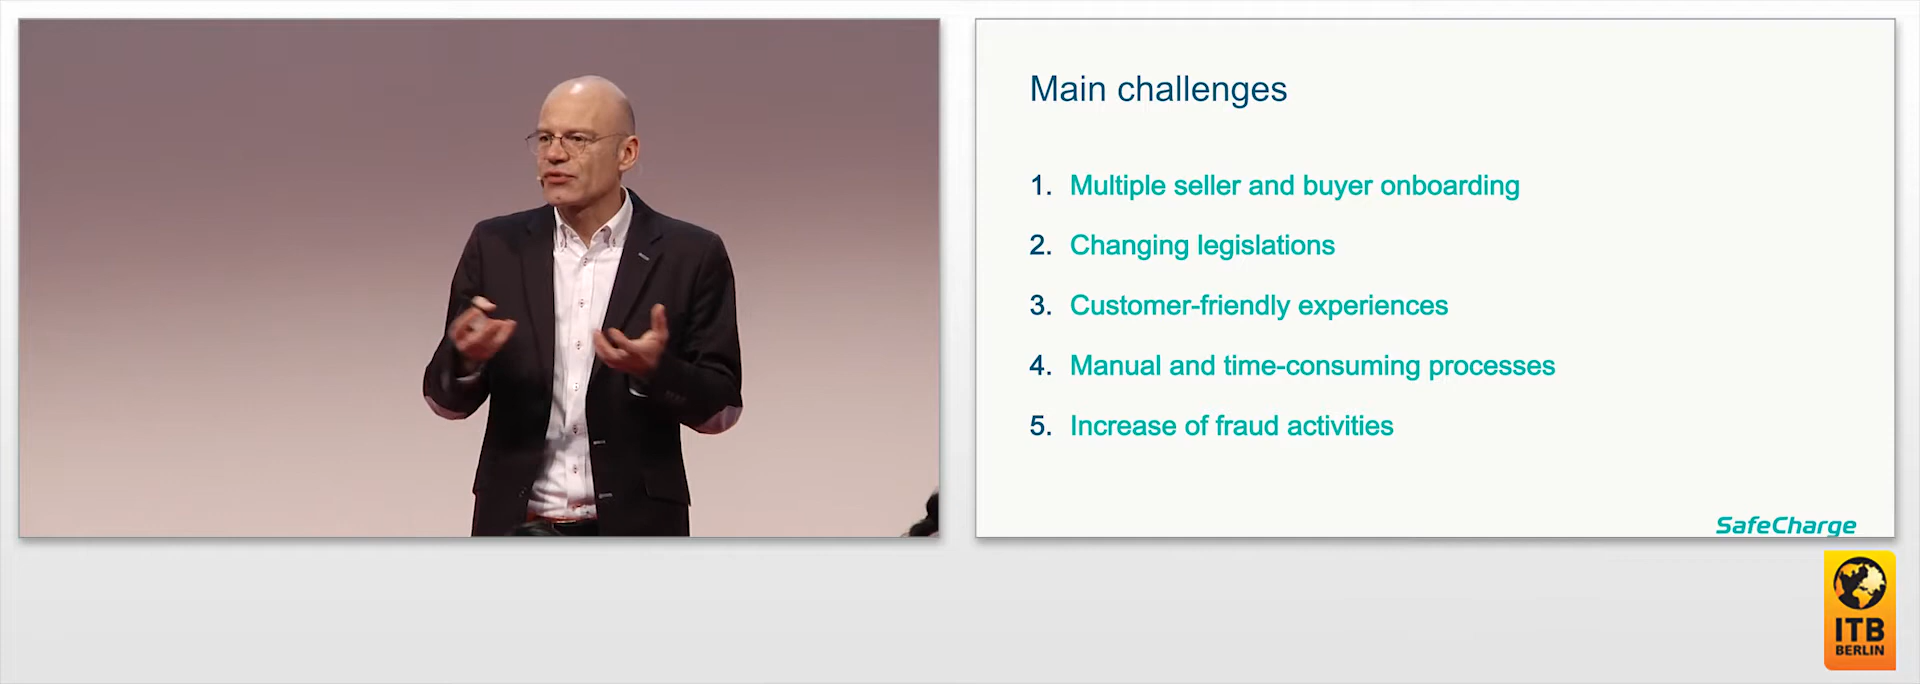 Main challenges
1. Multiple seller and buyer onboarding
2. Changing legislations
3. Customer-friendly experiences
4. Manual and time-consuming processes
5. Increase of fraud activities
SafeCharge
ITB
BERLIN